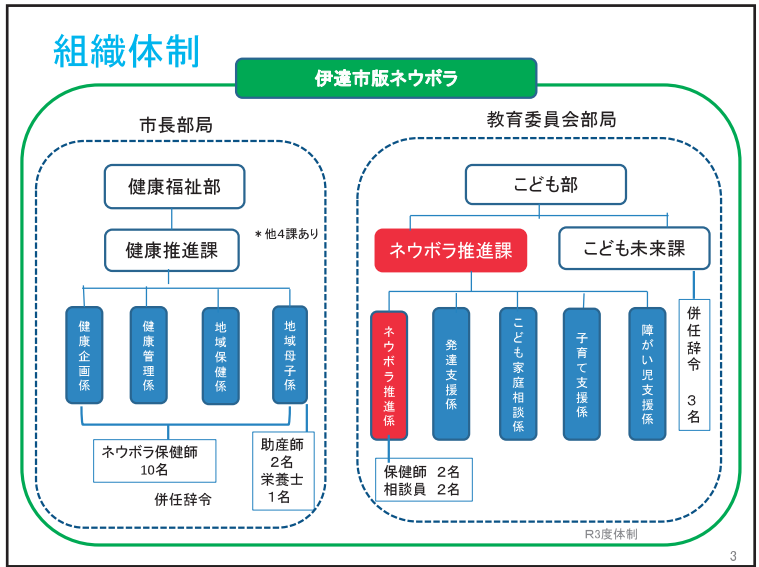 組織体制
伊達市版ネウボラ
市長部局
健康福祉部
健康推進課
＊他4課あり
健康企画係
健康管理係
地域保健係
地域母子係
ネウボラ保健師
10名
助産師
2名
栄養士
1名
併任辞令
教育委員会部局
こども部
ネウボラ推進課
こども未来課
ネウボラ推進係
発達支援係
こども家庭相談係
子育て支援係
障がい児支援係
併任辞令　３名
保健師 2名
相談員 2名
R3度体制
3